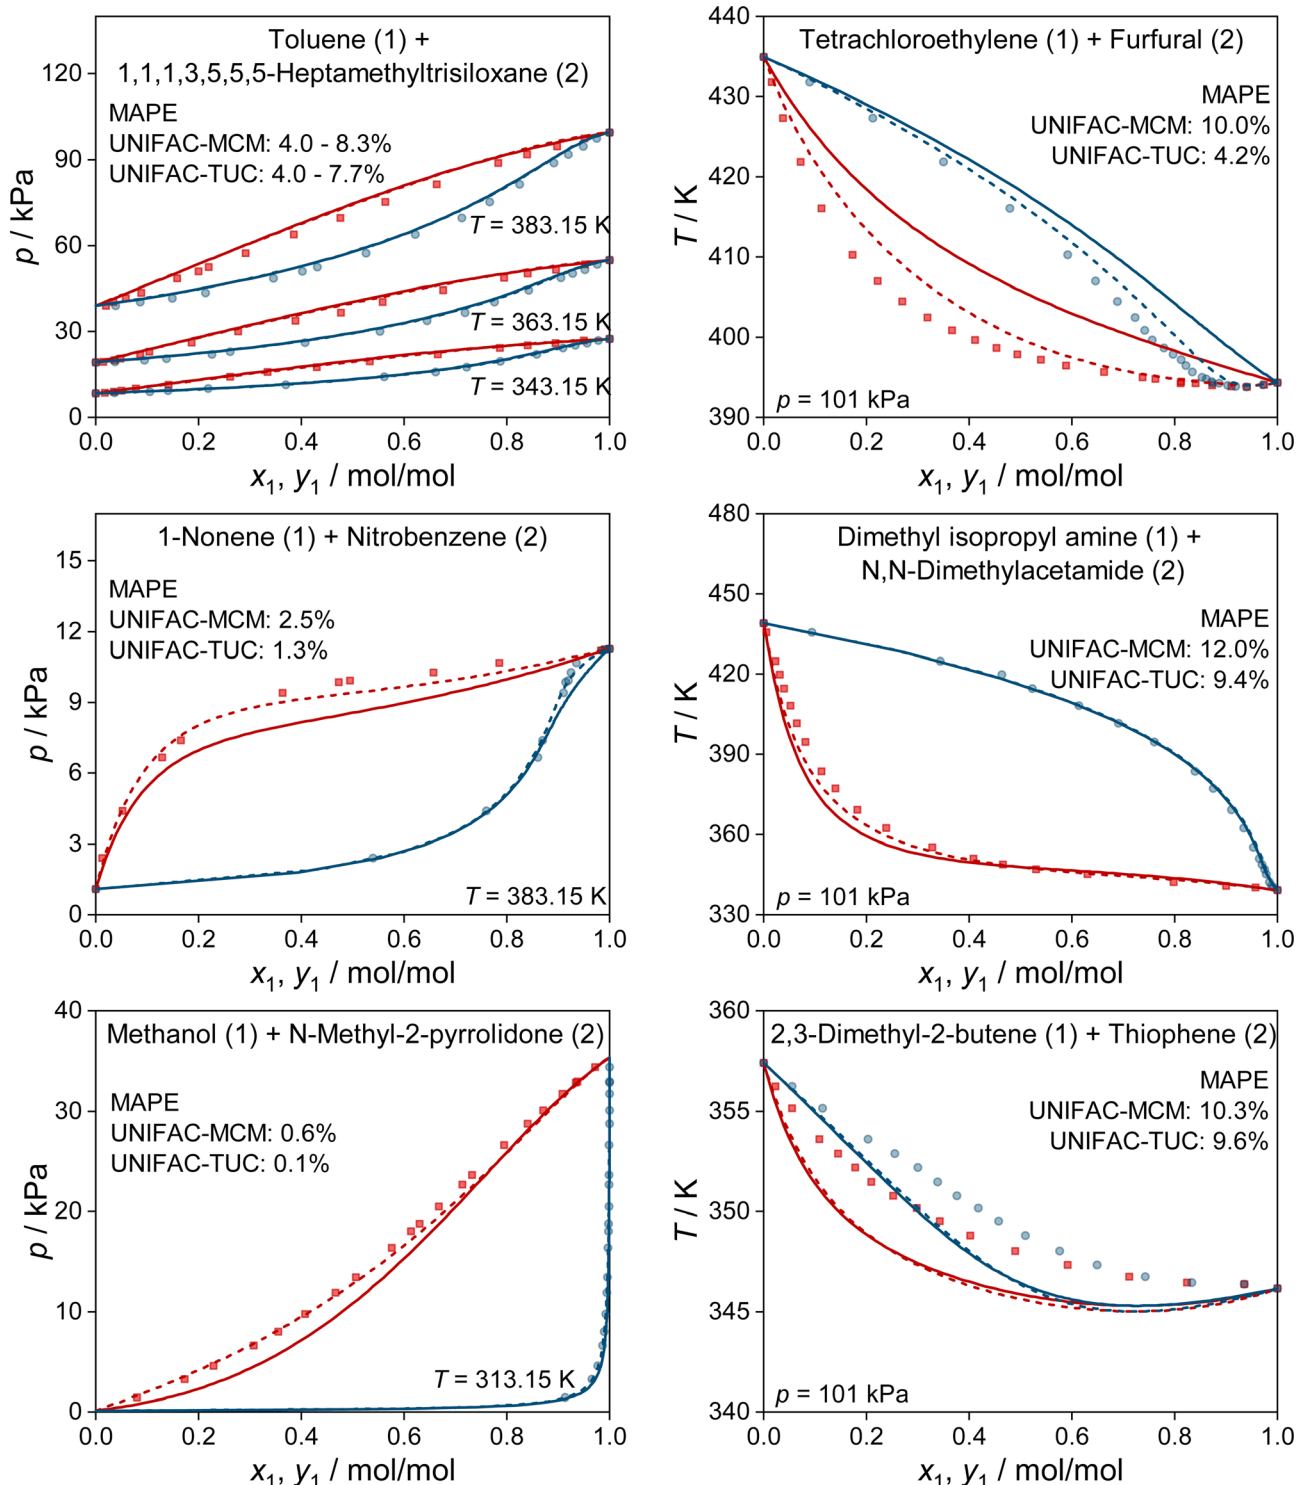 Toluene (1) +
1,1,1,3,5,5,5-Heptamethyltrisiloxane (2)
MAPE
UNIFAC-MCM: 4.0 - 8.3%
UNIFAC-TUC: 4.0 - 7.7%
T = 383.15 K
T = 363.15 K
T = 343.15 K
120
90
60
30
0
p / kPa
0.0 0.2 0.4 0.6 0.8 1.0
x1, y1 / mol/mol
Tetrachloroethylene (1) + Furfural (2)
MAPE
UNIFAC-MCM: 10.0%
UNIFAC-TUC: 4.2%
p = 101 kPa
440
430
420
410
400
390
T / K
0.0 0.2 0.4 0.6 0.8 1.0
x1, y1 / mol/mol
1-Nonene (1) + Nitrobenzene (2)
MAPE
UNIFAC-MCM: 2.5%
UNIFAC-TUC: 1.3%
T = 383.15 K
15
12
9
6
3
0
p / kPa
0.0 0.2 0.4 0.6 0.8 1.0
x1, y1 / mol/mol
Dimethyl isopropyl amine (1) +
N,N-Dimethylacetamide (2)
MAPE
UNIFAC-MCM: 12.0%
UNIFAC-TUC: 9.4%
p = 101 kPa
480
450
420
390
360
330
T / K
0.0 0.2 0.4 0.6 0.8 1.0
x1, y1 / mol/mol
Methanol (1) + N-Methyl-2-pyrrolidone (2)
MAPE
UNIFAC-MCM: 0.6%
UNIFAC-TUC: 0.1%
T = 313.15 K
40
30
20
10
0
p / kPa
0.0 0.2 0.4 0.6 0.8 1.0
x1, y1 / mol/mol
2,3-Dimethyl-2-butene (1) + Thiophene (2)
MAPE
UNIFAC-MCM: 10.3%
UNIFAC-TUC: 9.6%
p = 101 kPa
360
355
350
345
340
T / K
0.0 0.2 0.4 0.6 0.8 1.0
x1, y1 / mol/mol